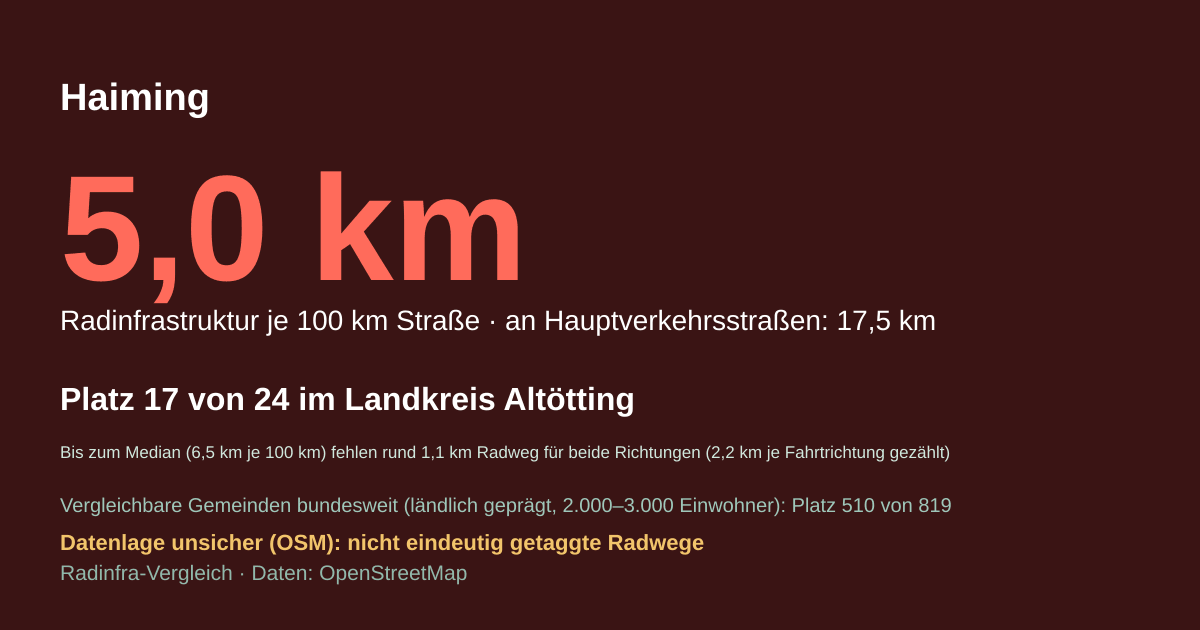 Haiming
5,0 km
Radinfrastruktur je 100 km Straße · an Hauptverkehrsstraßen: 17,5 km
Platz 17 von 24 im Landkreis Altötting
Bis zum Median (6,5 km je 100 km) fehlen rund 1,1 km Radweg für beide Richtungen (2,2 km je Fahrtrichtung gezählt)
Vergleichbare Gemeinden bundesweit (ländlich geprägt, 2.000–3.000 Einwohner): Platz 510 von 819
Datenlage unsicher (OSM): nicht eindeutig getaggte Radwege
Radinfra-Vergleich · Daten: OpenStreetMap